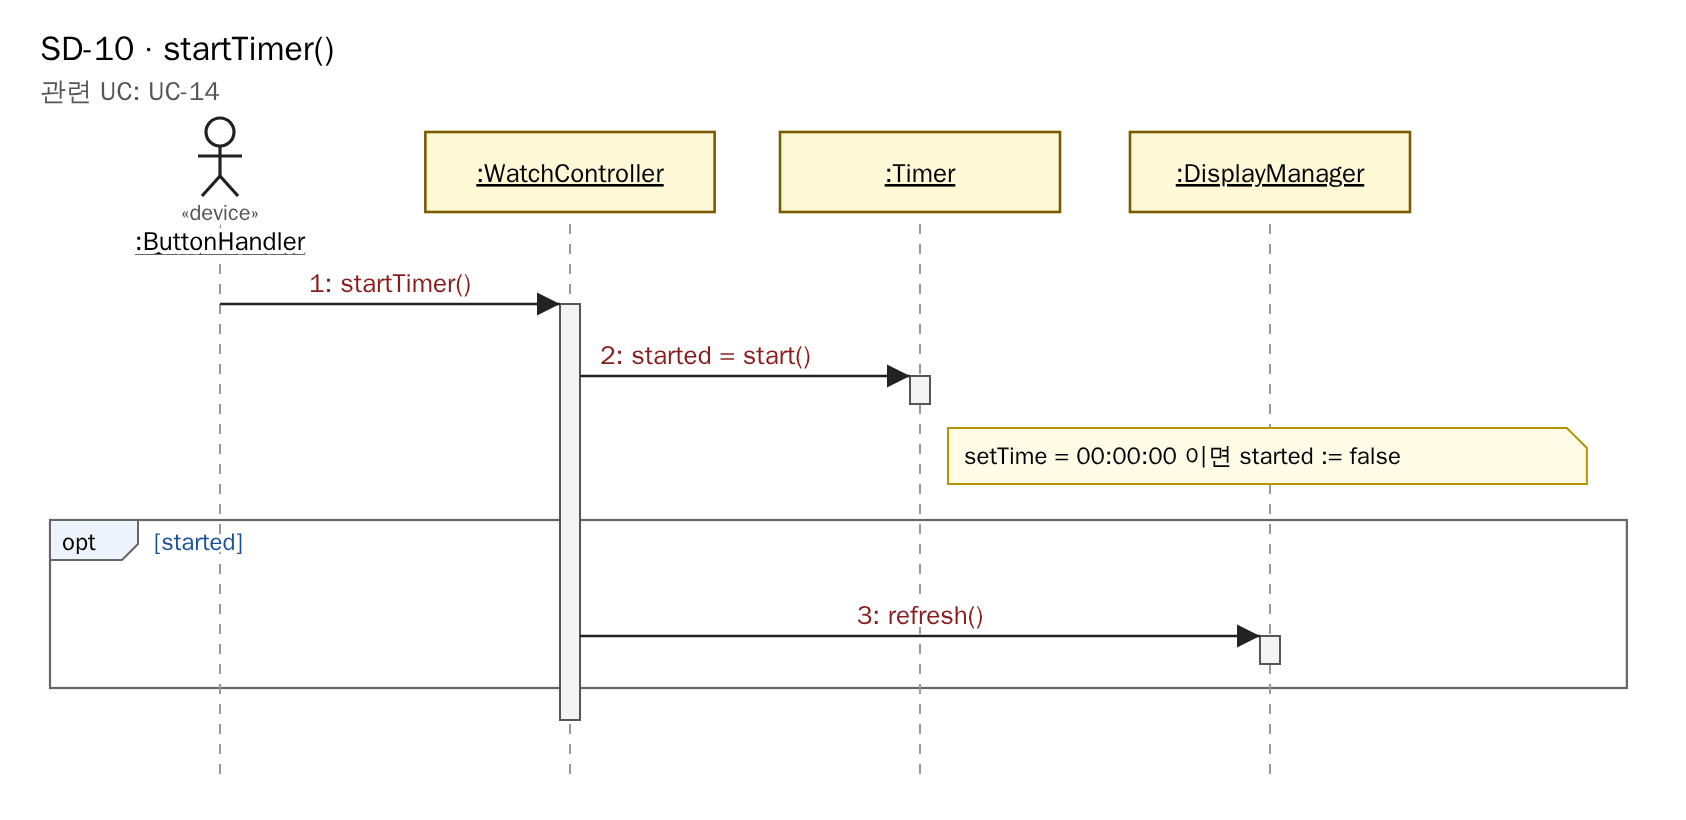 SD-10 · startTimer()
관련 UC: UC-14
«device»
:ButtonHandler
:WatchController
:Timer
:DisplayManager
1: startTimer()
2: started = start()
setTime = 00:00:00 이면 started := false
opt
[started]
3: refresh()